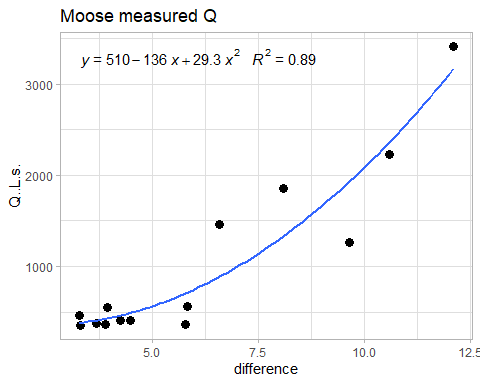 Moose measured Q
y = 510 − 136 x + 29.3 x²   R² = 0.89
3000
2000
1000
Q..L.s.
5.0 7.5 10.0 12.5
difference